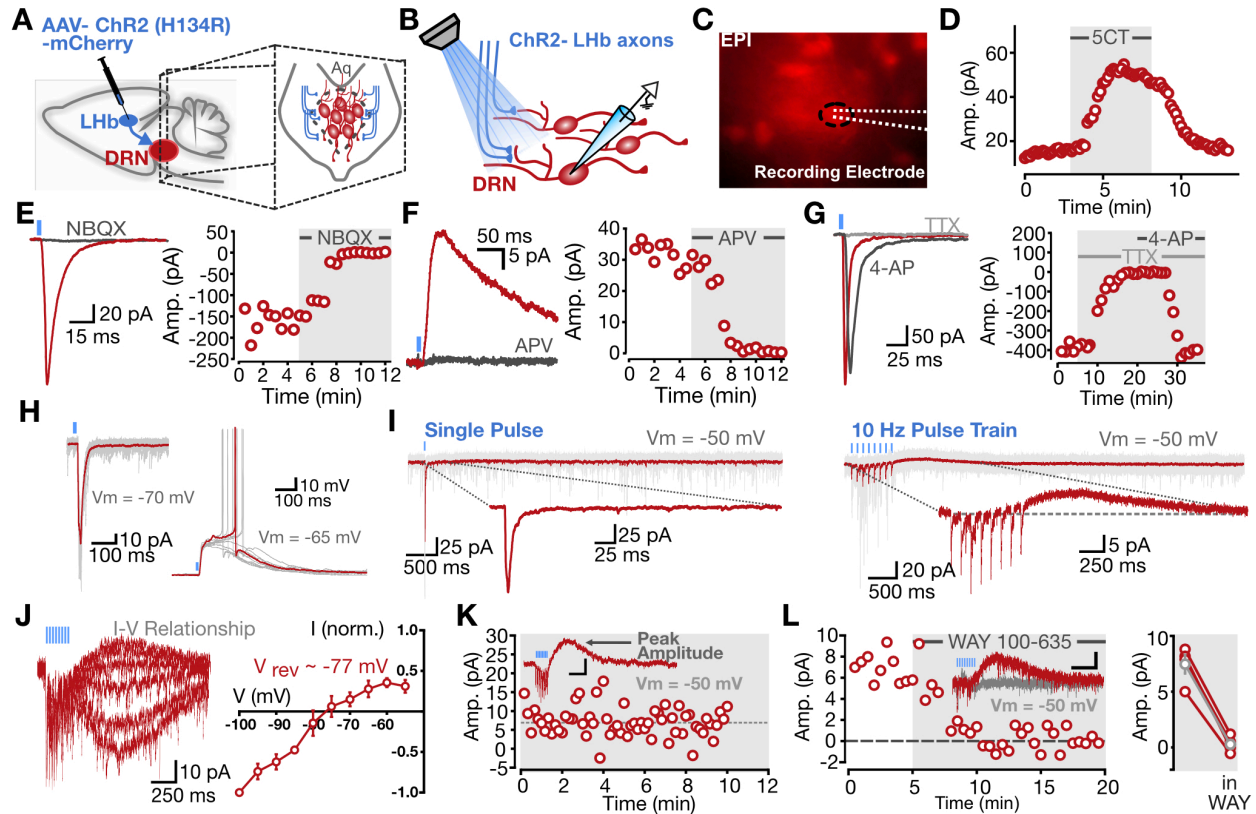 A
AAV- ChR2 (H134R)
-mCherry
LHb
DRN
Aq
B
ChR2- LHb axons
DRN
C
EPI
Recording Electrode
D
5CT
Amp. (pA)
60
40
20
0 5 10
Time (min)
E
NBQX
20 pA
15 ms
Amp. (pA)
50
0
-50
-100
-150
-200
-250
NBQX
0 2 4 6 8 10 12
Time (min)
F
50 ms
5 pA
APV
Amp. (pA)
40
30
20
10
0
APV
0 2 4 6 8 10 12
Time (min)
G
TTX
4-AP
50 pA
25 ms
Amp. (pA)
200
100
0
-100
-200
-300
-400
4-AP
TTX
0 10 20 30
Time (min)
H
Vm = -70 mV
10 pA
100 ms
10 mV
100 ms
Vm = -65 mV
I
Single Pulse
Vm = -50 mV
25 pA
500 ms
25 pA
25 ms
10 Hz Pulse Train
Vm = -50 mV
20 pA
500 ms
5 pA
250 ms
J
I-V Relationship
10 pA
250 ms
I (norm.)
V rev ~ -77 mV
V (mV)
-100 -90 -80 -70 -60
1.0
0.5
-0.5
-1.0
K
Amp. (pA)
30
25
20
15
10
5
0
-5
Peak
Amplitude
Vm = -50 mV
0 2 4 6 8 10 12
Time (min)
L
Amp. (pA)
10
8
6
4
2
0
-2
WAY 100-635
Vm = -50 mV
0 5 10 15 20
Time (min)
Amp. (pA)
10
5
0
in
WAY